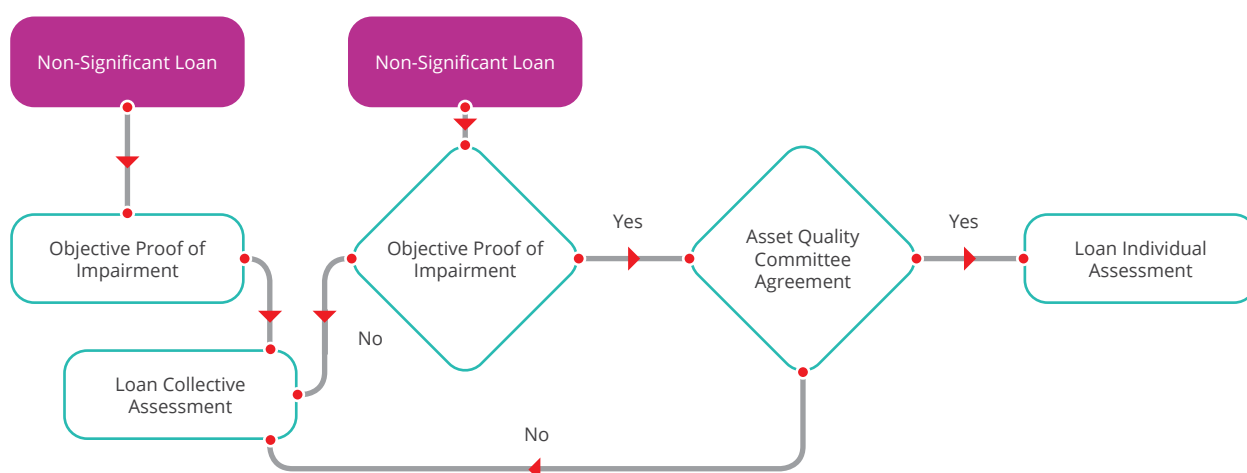 Non-Significant Loan
Non-Significant Loan
Yes
Yes
Objective Proof of
Impairment
Objective Proof of
Impairment
Asset Quality
Committee
Agreement
Loan Individual
Assessment
No
Loan Collective
Assessment
No